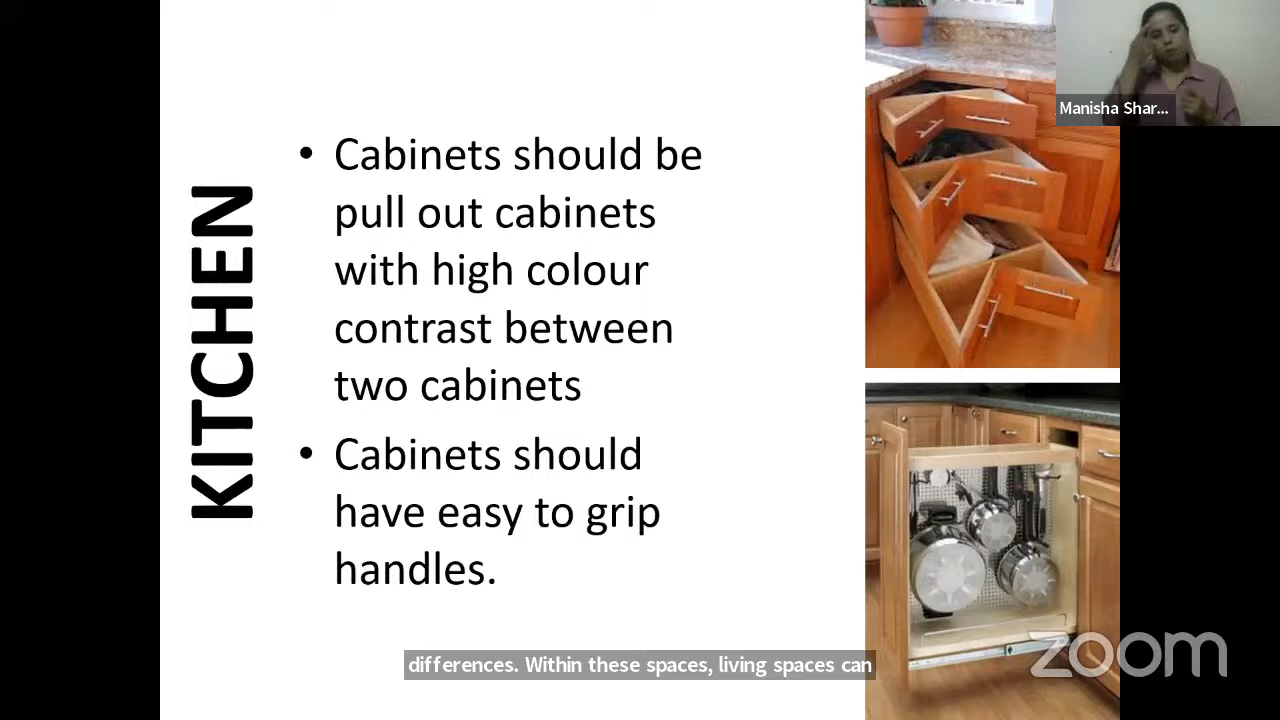 Manisha Shar...
KITCHEN
• Cabinets should be
pull out cabinets
with high colour
contrast between
two cabinets
• Cabinets should
have easy to grip
handles.
differences. Within these spaces, living spaces can
zoom